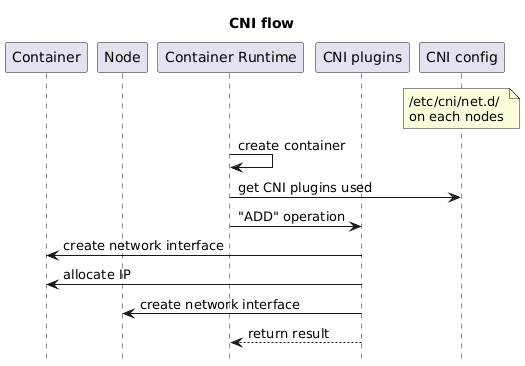 CNI flow
Container
Node
Container Runtime
CNI plugins
CNI config
/etc/cni/net.d/
on each nodes
create container
get CNI plugins used
"ADD" operation
create network interface
allocate IP
create network interface
return result